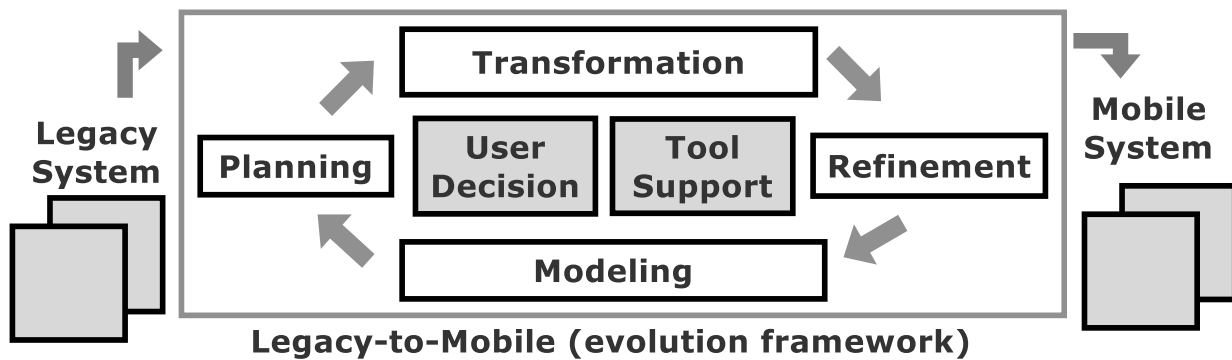 Legacy
System
Planning
Transformation
User
Decision
Tool
Support
Refinement
Modeling
Mobile
System
Legacy-to-Mobile (evolution framework)